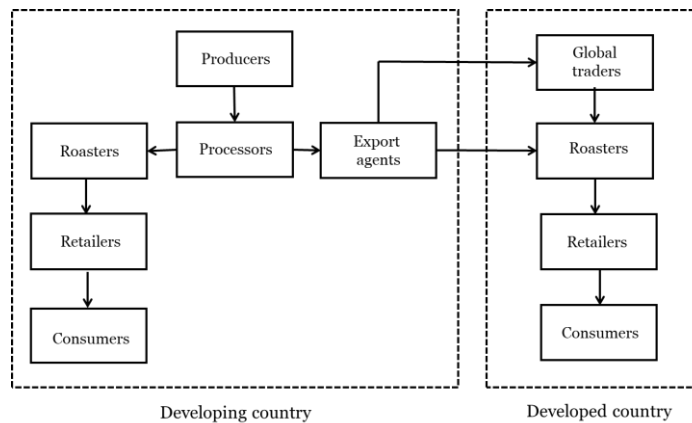 Producers
Global
traders
Roasters
Processors
Export
agents
Roasters
Retailers
Retailers
Consumers
Consumers
Developing country
Developed country